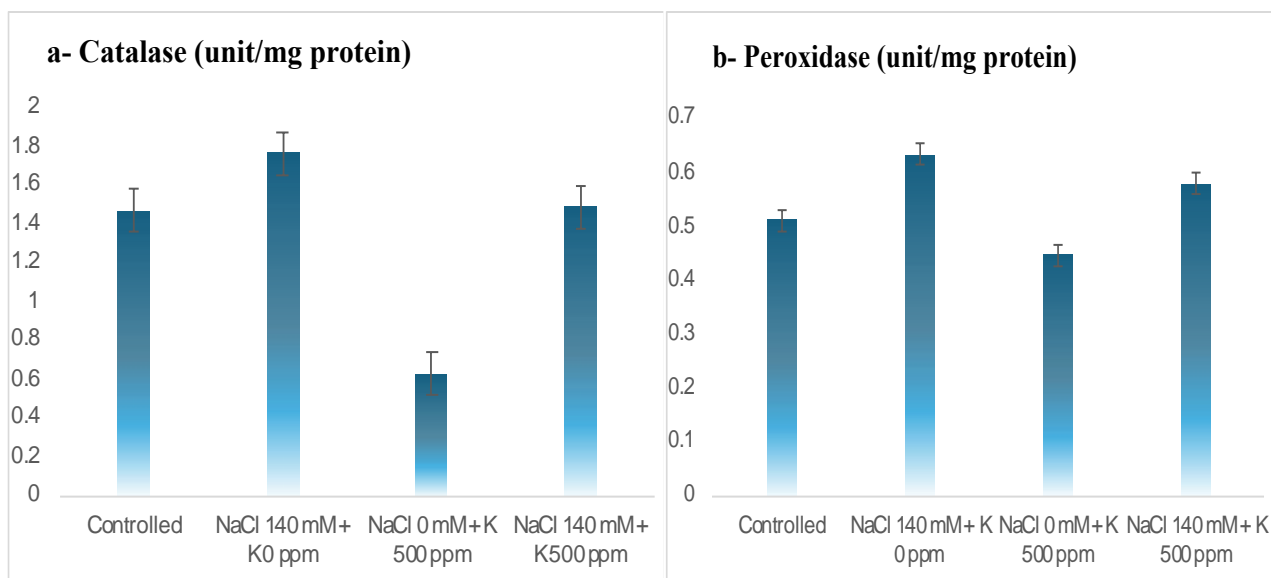 a- Catalase (unit/mg protein)
2
1.8
1.6
1.4
1.2
1
0.8
0.6
0.4
0.2
0
Controlled
NaCl 140 mM+
K0 ppm
NaCl 0 mM+ K
500 ppm
NaCl 140 mM+
K500 ppm
b- Peroxidase (unit/mg protein)
0.7
0.6
0.5
0.4
0.3
0.2
0.1
0
Controlled
NaCl 140 mM+ K
0 ppm
NaCl 0 mM+ K
500 ppm
NaCl 140 mM+ K
500 ppm